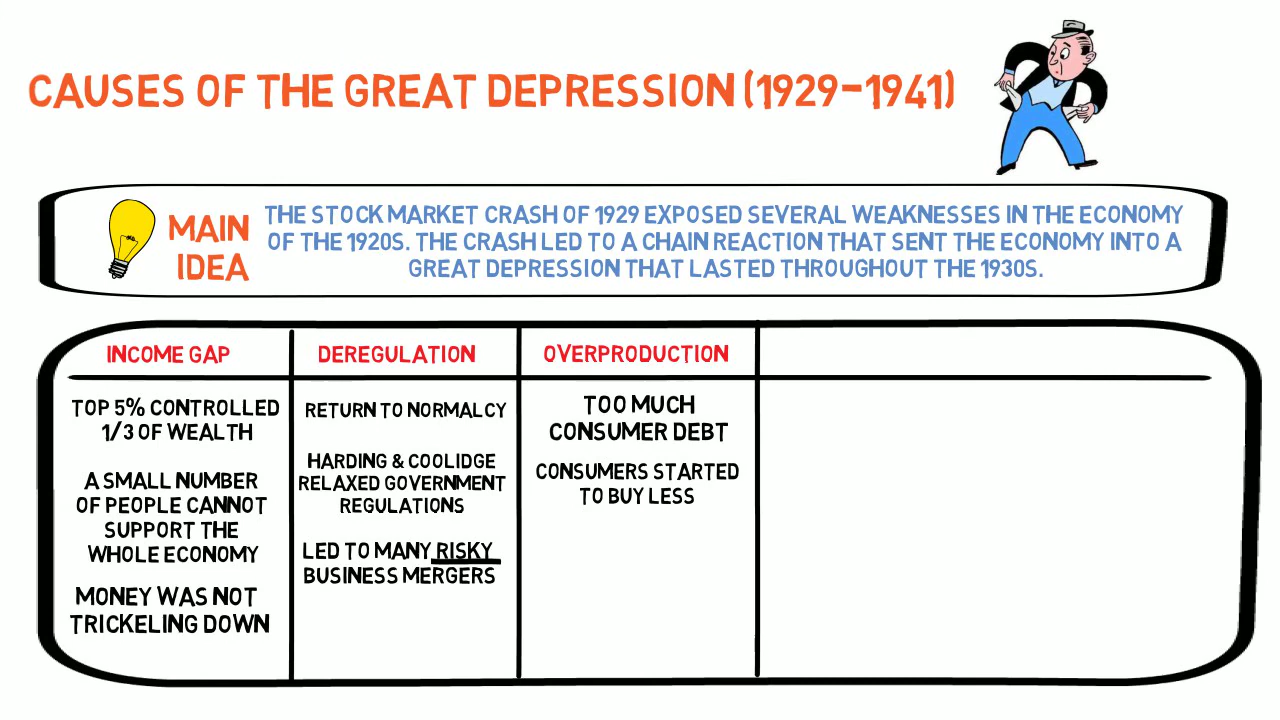 CAUSES OF THE GREAT DEPRESSION (1929-1941)
MAIN
IDEA
THE STOCK MARKET CRASH OF 1929 EXPOSED SEVERAL WEAKNESSES IN THE ECONOMY
OF THE 1920S. THE CRASH LED TO A CHAIN REACTION THAT SENT THE ECONOMY INTO A
GREAT DEPRESSION THAT LASTED THROUGHOUT THE 1930S.
INCOME GAP
TOP 5% CONTROLLED
1/3 OF WEALTH
A SMALL NUMBER
OF PEOPLE CANNOT
SUPPORT THE
WHOLE ECONOMY
MONEY WAS NOT
TRICKELING DOWN
DEREGULATION
RETURN TO NORMALCY
HARDING & COOLIDGE
RELAXED GOVERNMENT
REGULATIONS
LED TO MANY RISKY
BUSINESS MERGERS
OVERPRODUCTION
TOO MUCH
CONSUMER DEBT
CONSUMERS STARTED
TO BUY LESS